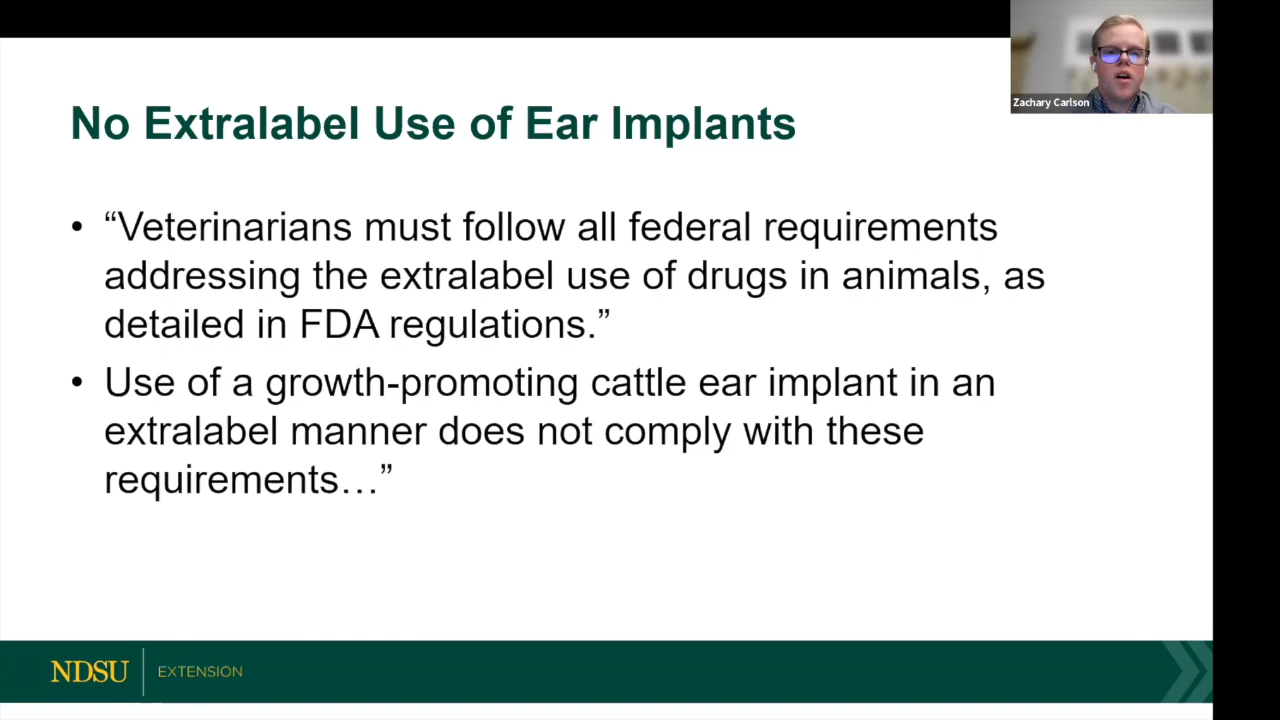 Zachary Carlson
No Extralabel Use of Ear Implants
• “Veterinarians must follow all federal requirements
addressing the extralabel use of drugs in animals, as
detailed in FDA regulations.”
• Use of a growth-promoting cattle ear implant in an
extralabel manner does not comply with these
requirements…”
NDSU EXTENSION